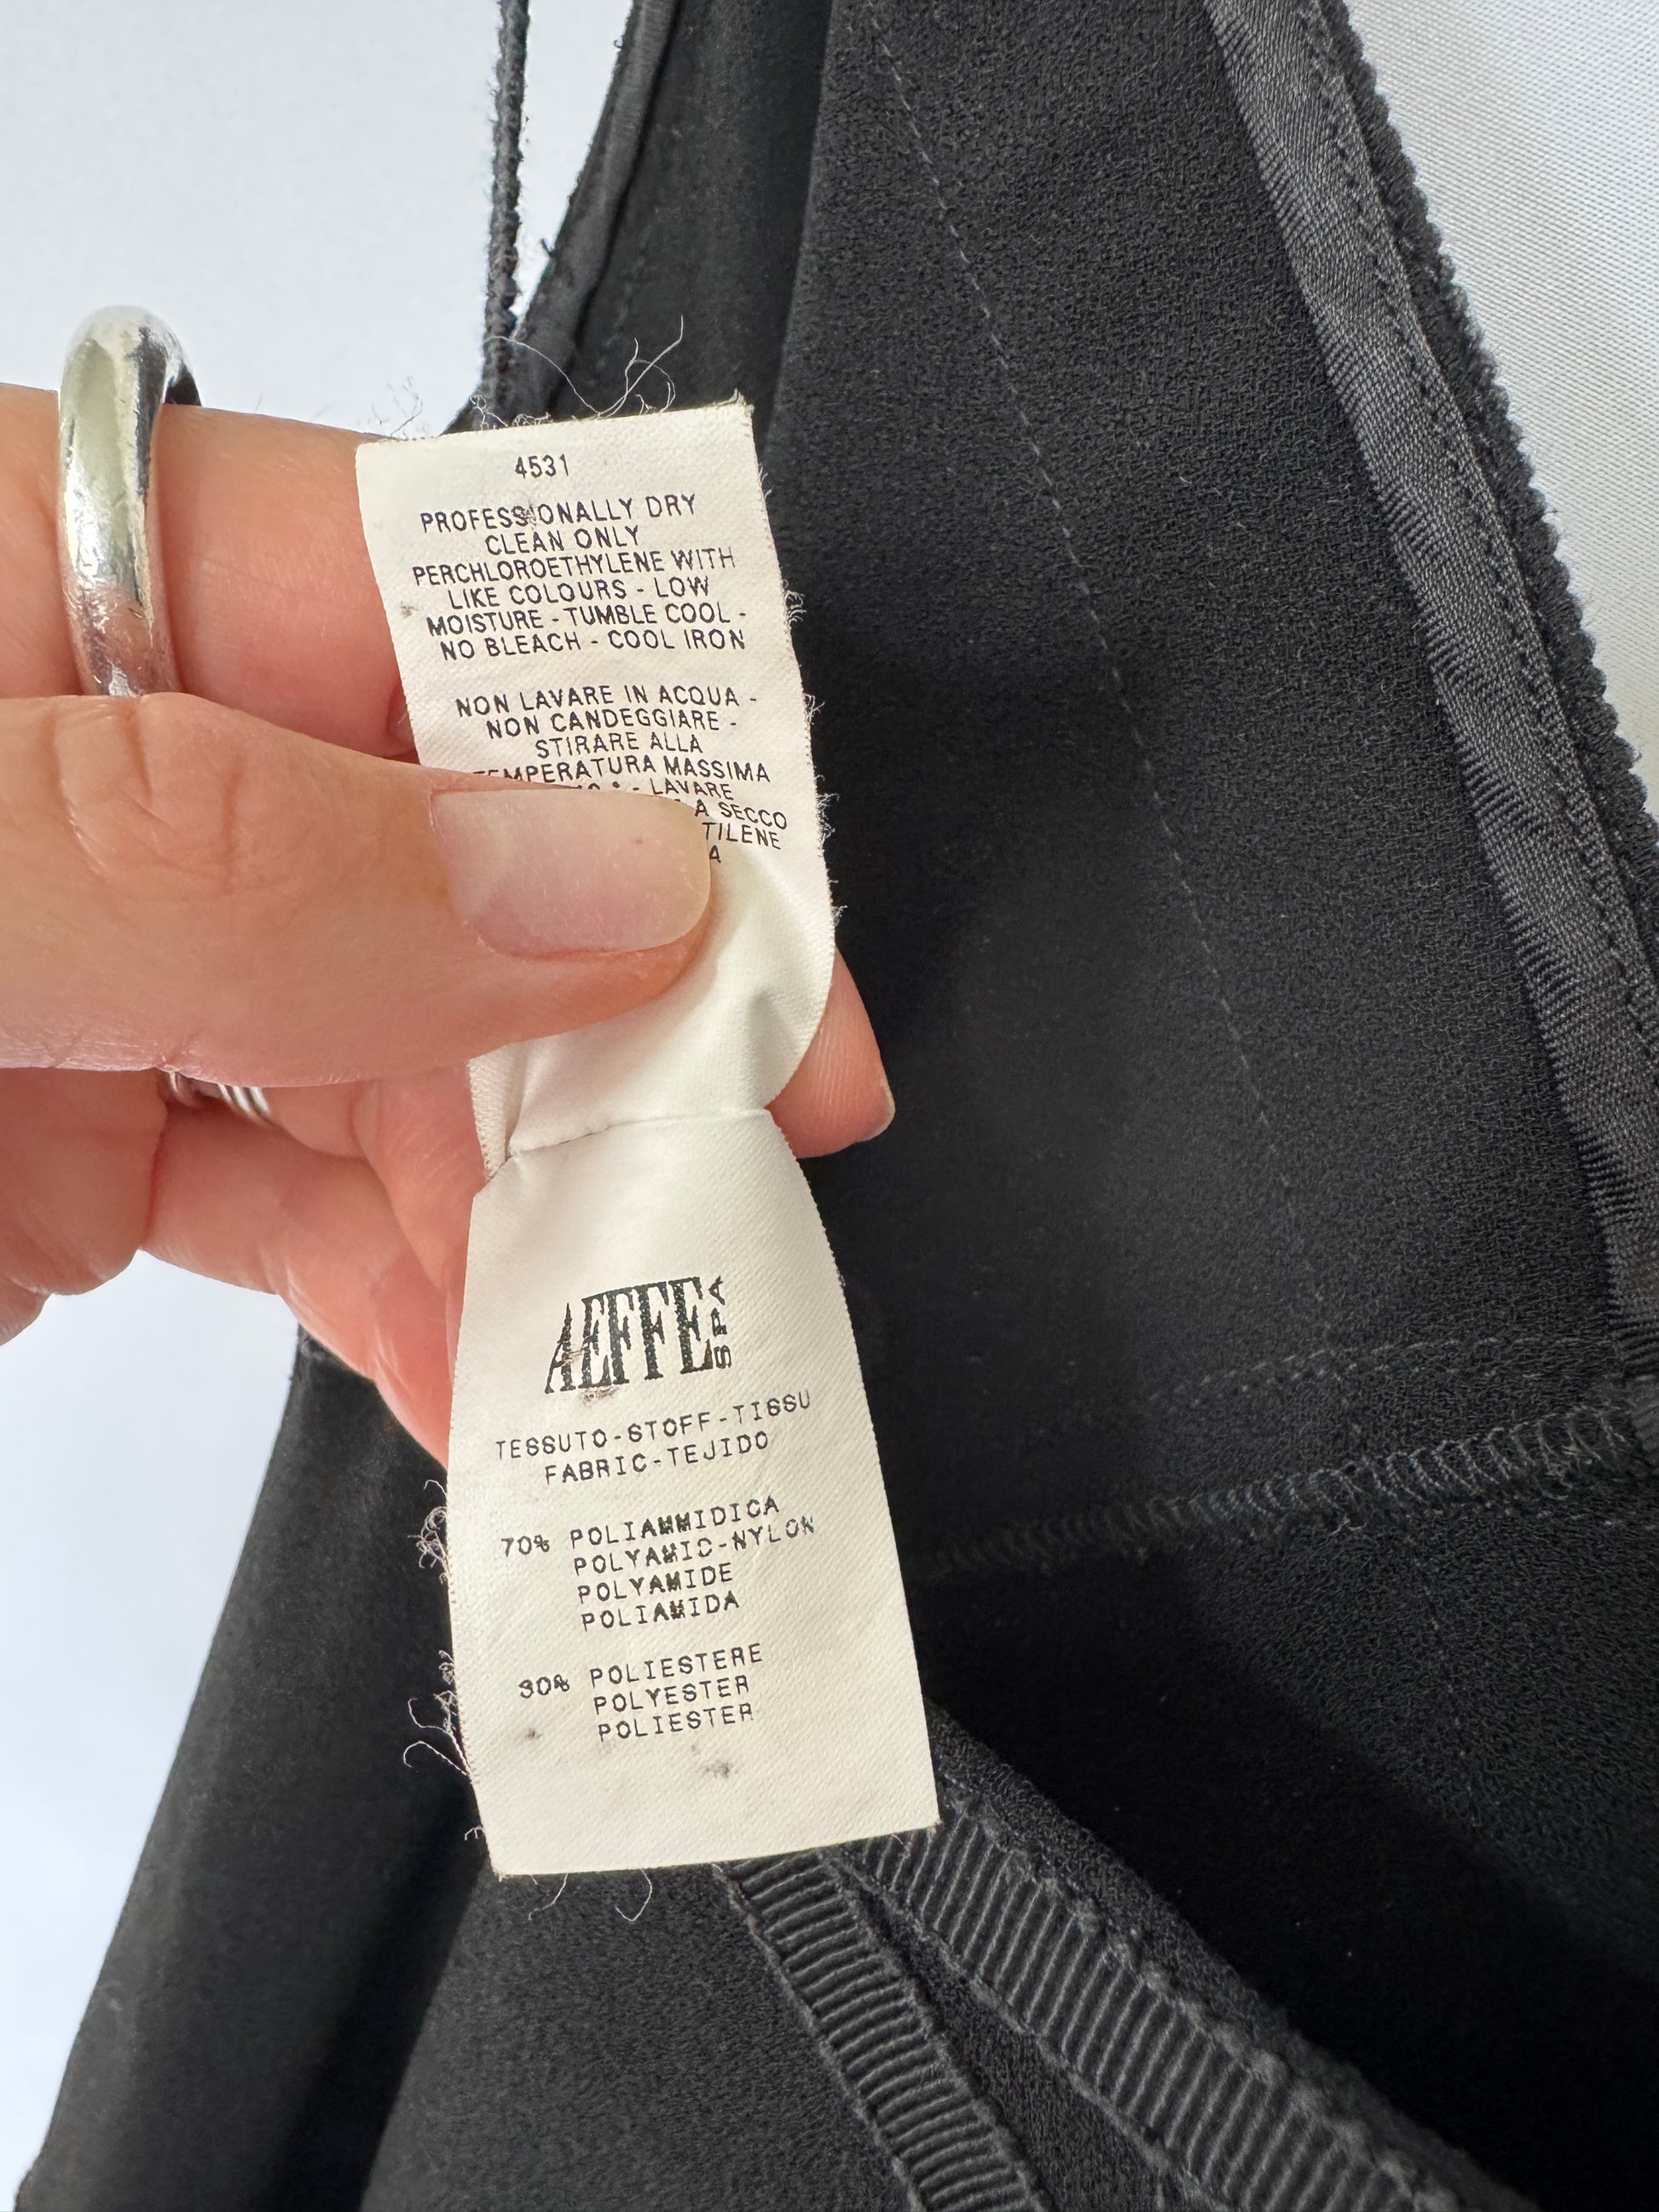 4531
PROFESSIONALLY DRY
CLEAN ONLY
PERCHLOROETHYLENE WITH
LIKE COLOURS - LOW
MOISTURE - TUMBLE COOL -
NO BLEACH - COOL IRON
NON LAVARE IN ACQUA -
NON CANDEGGIARE -
STIRARE ALLA
TEMPERATURA MASSIMA
- LAVARE
A SECCO
AEFFE SPA
TESSUTO-STOFF-TISSU
FABRIC-TEJIDO
70% POLIAMMIDICA
POLYAMID-NYLON
POLYAMIDE
POLIAMIDA
30% POLIESTERE
POLYESTER
POLIESTER